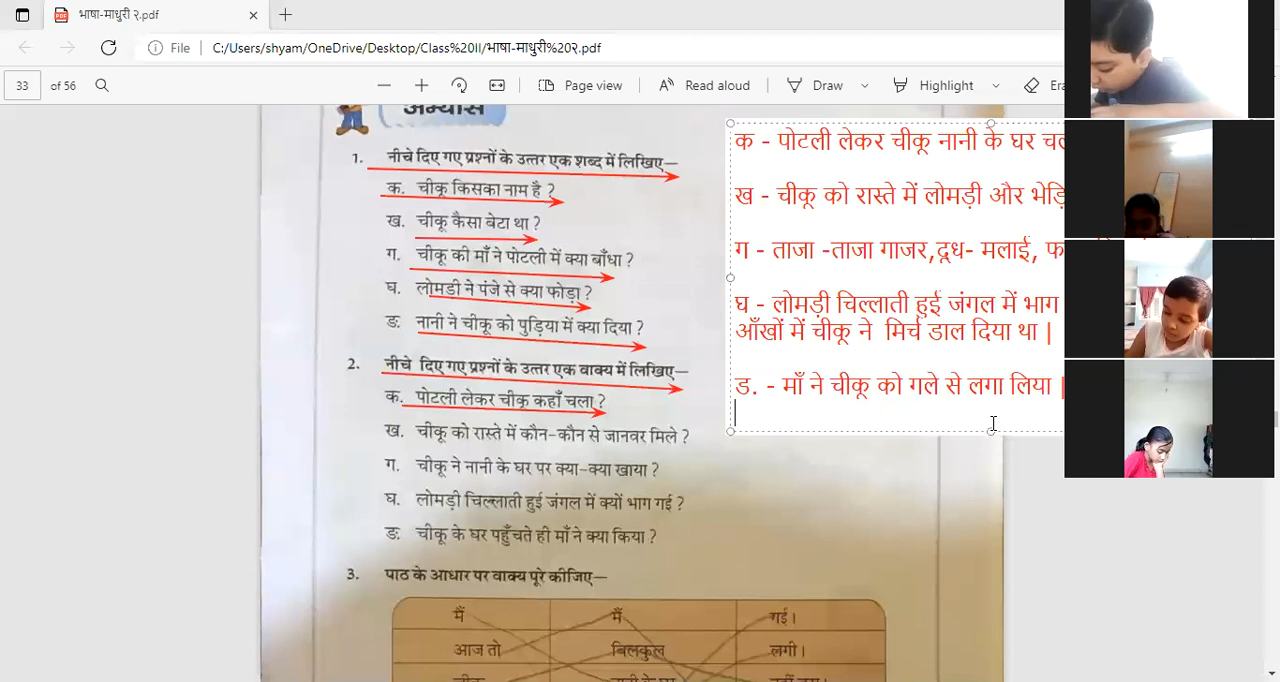 भाषा-माधुरी २.pdf
File C:/Users/shyam/OneDrive/Desktop/Class%20II/भाषा-माधुरी%20२.pdf
33 of 56 Page view Read aloud Draw Highlight Era
अभ्यास
1. नीचे दिए गए प्रश्नों के उत्तर एक शब्द में लिखिए–
क. चीकू किसका नाम है ?
ख. चीकू कैसा बेटा था ?
ग. चीकू की माँ ने पोटली में क्या बाँधा ?
घ. लोमड़ी ने पंजे से क्या फोड़ा ?
ङ. नानी ने चीकू को पुड़िया में क्या दिया ?
2. नीचे दिए गए प्रश्नों के उत्तर एक वाक्य में लिखिए–
क. पोटली लेकर चीकू कहाँ चला ?
ख. चीकू को रास्ते में कौन-कौन से जानवर मिले ?
ग. चीकू ने नानी के घर पर क्या-क्या खाया ?
घ. लोमड़ी चिल्लाती हुई जंगल में क्यों भाग गई ?
ङ. चीकू के घर पहुँचते ही माँ ने क्या किया ?
3. पाठ के आधार पर वाक्य पूरे कीजिए–
मैं मैं गई।
आज तो बिलकुल लगी।
क - पोटली लेकर चीकू नानी के घर
ख - चीकू को रास्ते में लोमड़ी और
ग - ताजा -ताजा गाजर,दूध- मलाई,
घ - लोमड़ी चिल्लाती हुई जंगल में भाग
आँखों में चीकू ने मिर्च डाल दिया था |
ड. - माँ ने चीकू को गले से लगा लिया |